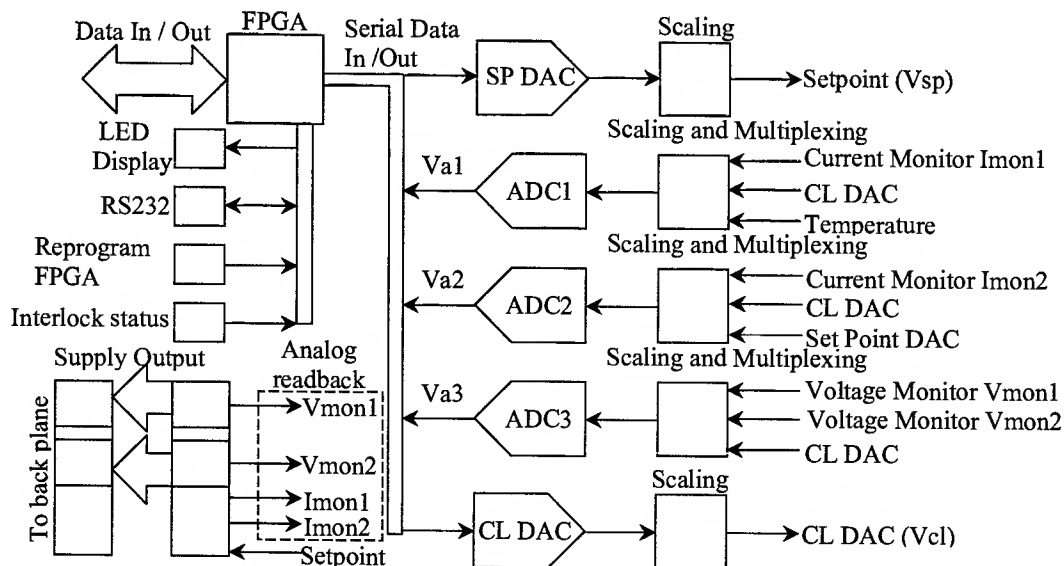 Data In / Out
FPGA
Serial Data
In /Out
SP DAC
Scaling
Setpoint (Vsp)
LED
Display
RS232
Reprogram
FPGA
Interlock status
Scaling and Multiplexing
Va1
ADC1
Current Monitor Imon1
CL DAC
Temperature
Scaling and Multiplexing
Va2
ADC2
Current Monitor Imon2
CL DAC
Set Point DAC
Scaling and Multiplexing
Va3
ADC3
Voltage Monitor Vmon1
Voltage Monitor Vmon2
CL DAC
Supply Output
To back plane
Analog
readback
Vmon1
Vmon2
Imon1
Imon2
Setpoint
CL DAC
Scaling
CL DAC (Vcl)